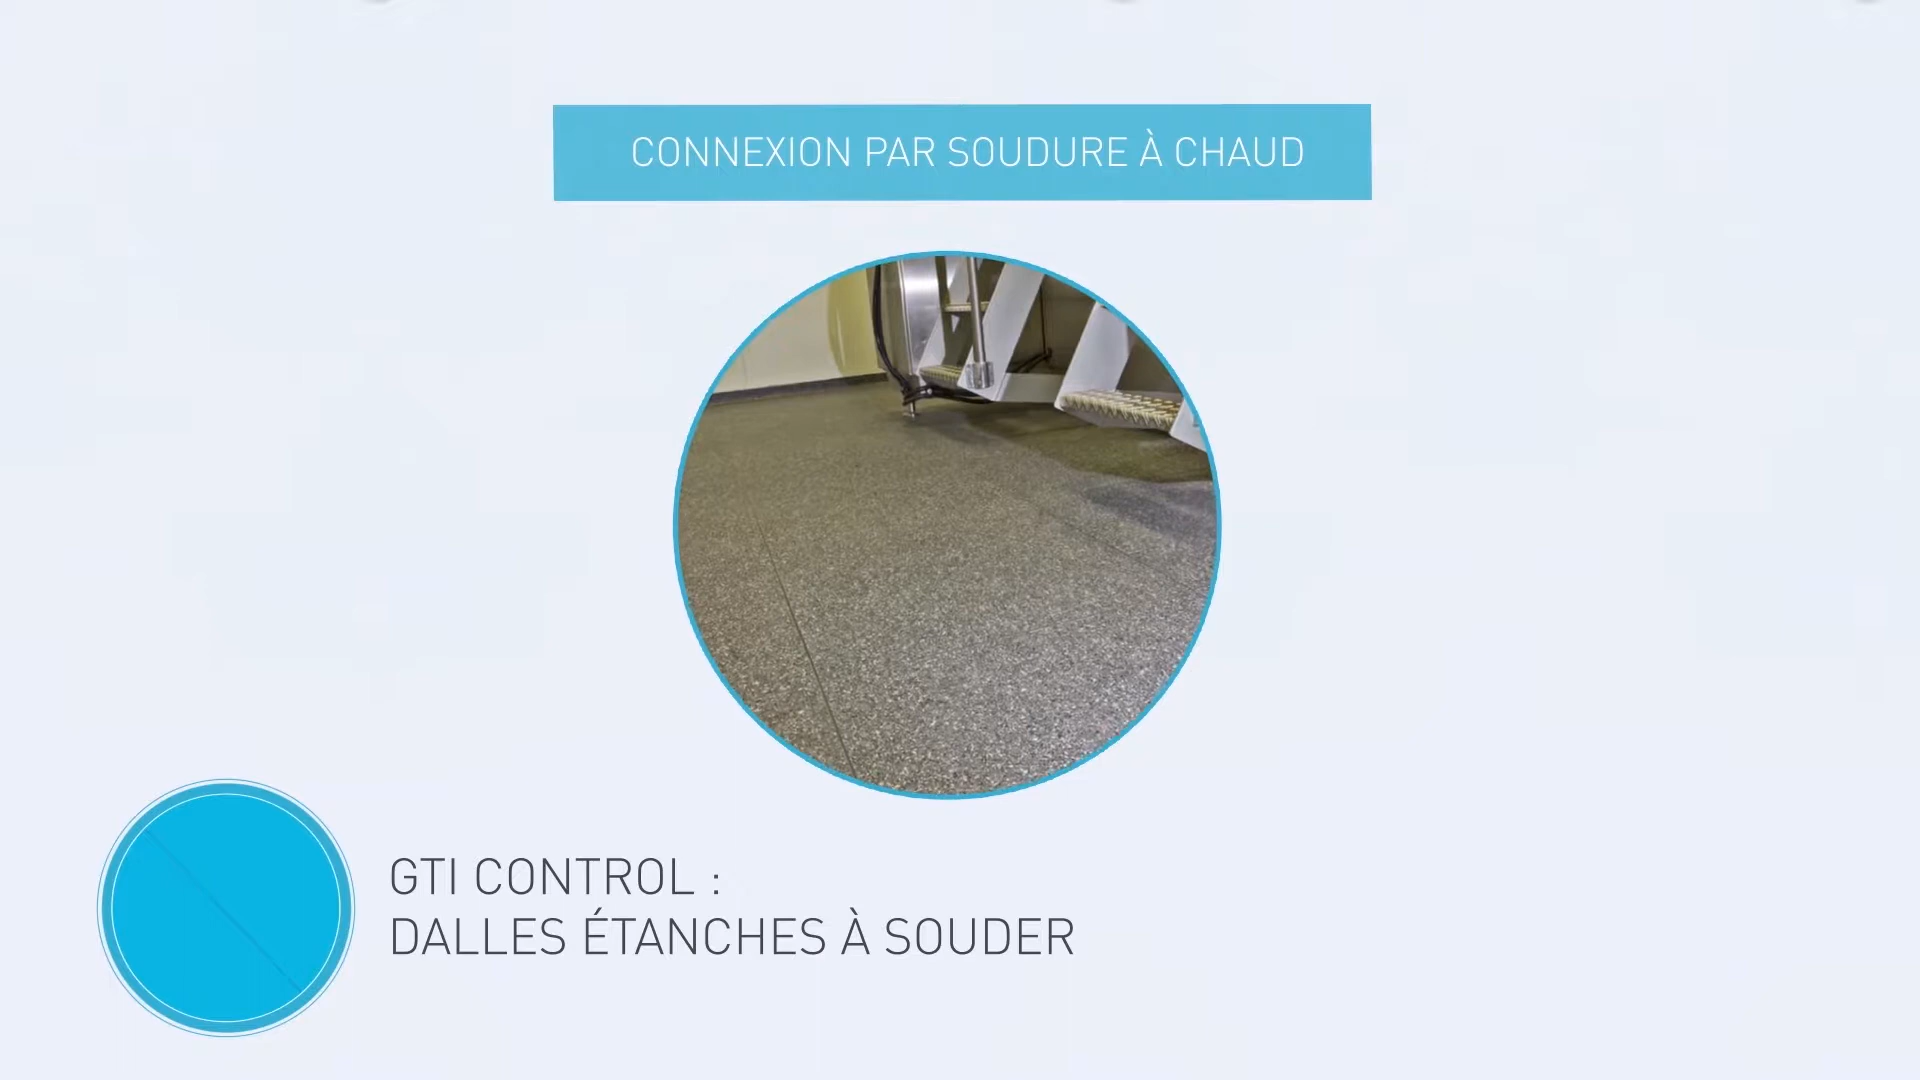 CONNEXION PAR SOUDURE À CHAUD
GTI CONTROL :
DALLES ÉTANCHES À SOUDER